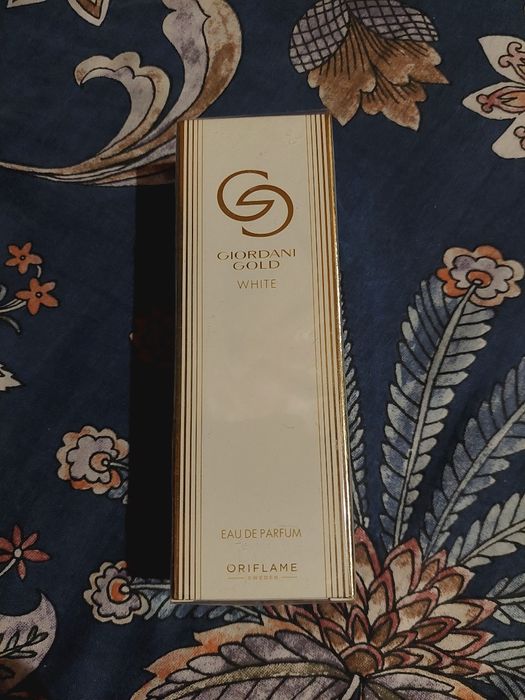 GIORDANI
GOLD
WHITE
EAU DE PARFUM
ORIFLAME
SWEDEN